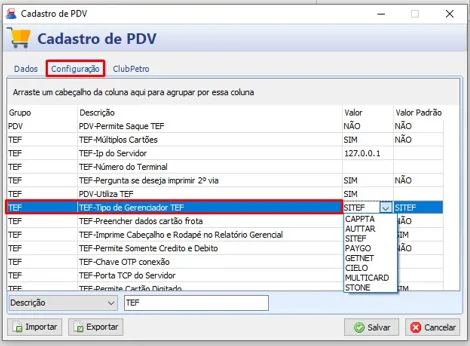 Cadastro de PDV
Cadastro de PDV
Dados Configuração ClubPetro
Arraste um cabeçalho da coluna aqui para agrupar por essa coluna
Grupo Descrição Valor Valor Padrão
PDV PDV-Permite Saque TEF NÃO NÃO
TEF TEF-Múltiplos Cartões SIM NÃO
TEF TEF-Ip do Servidor 127.0.0.1
TEF TEF-Número do Terminal
TEF TEF-Pergunta se deseja imprimir 2º via SIM NÃO
TEF PDV-Utiliza TEF SIM
TEF TEF-Tipo de Gerenciador TEF SITEF SITEF
TEF TEF-Preencher dados cartão frota CAPPTA NÃO
AUTTAR
TEF TEF-Imprime Cabeçalho e Rodapé no Relatório Gerencial SITEF SIM
TEF TEF-Permite Somente Credito e Debito PAYGO NÃO
TEF TEF-Chave OTP conexão GETNET
TEF TEF-Porta TCP do Servidor CIELO
MULTICARD
TEF TEF-Permite Cartão Digitado STONE SIM
Descrição TEF
Importar Exportar Salvar Cancelar